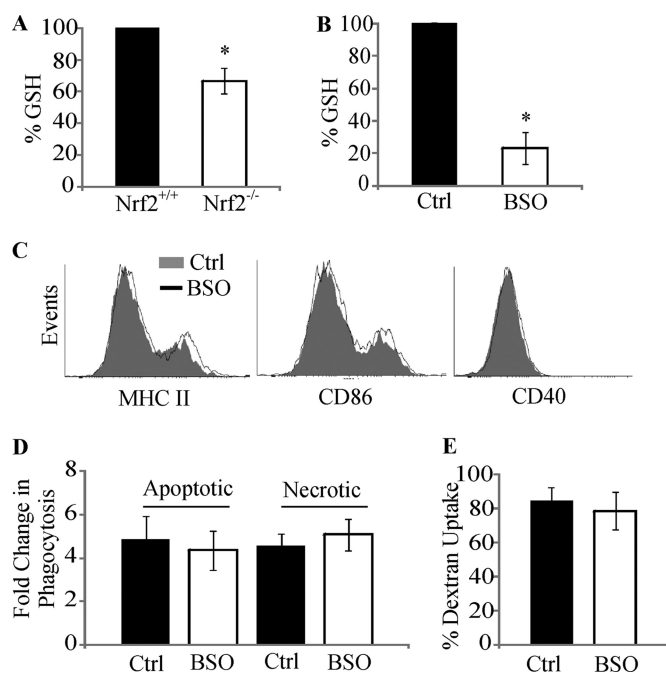 A
% GSH
100
80
60
40
20
0
*
Nrf2+/+ Nrf2-/-
B
% GSH
100
80
60
40
20
0
*
Ctrl BSO
C
Ctrl
BSO
Events
MHC II CD86 CD40
D
Fold Change in
Phagocytosis
8
6
4
2
0
Apoptotic Necrotic
Ctrl BSO Ctrl BSO
E
% Dextran Uptake
100
80
60
40
20
0
Ctrl BSO